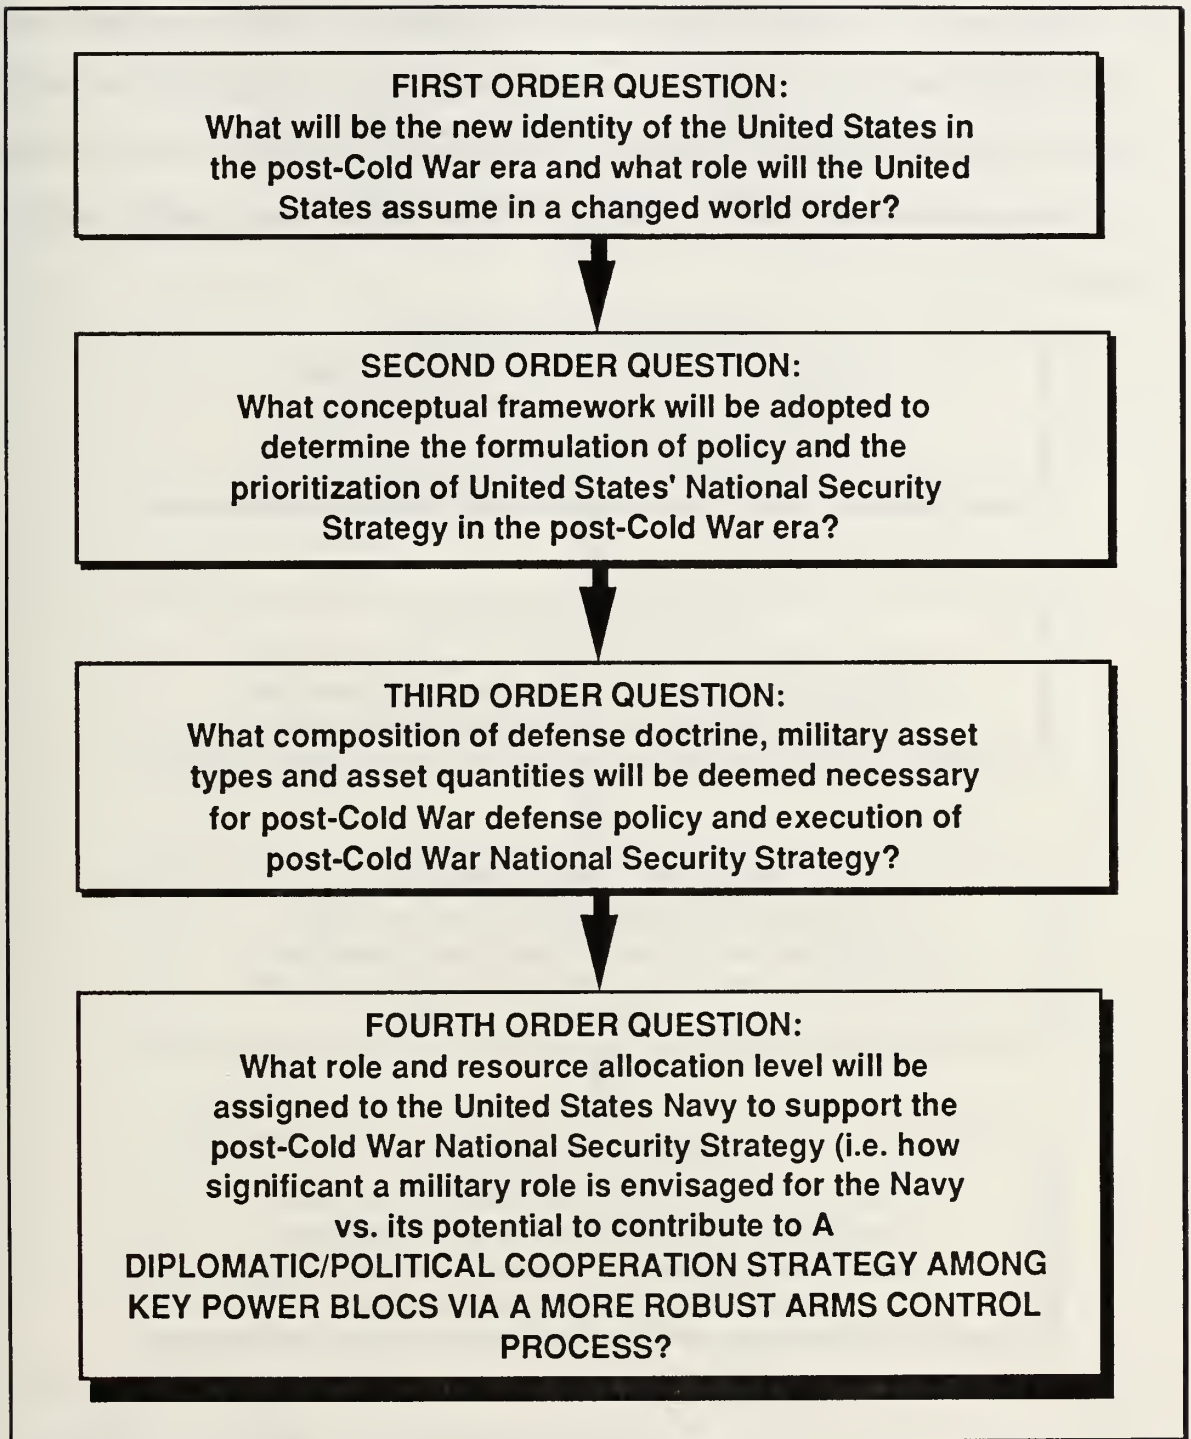 FIRST ORDER QUESTION:
What will be the new identity of the United States in
the post-Cold War era and what role will the United
States assume in a changed world order?
SECOND ORDER QUESTION:
What conceptual framework will be adopted to
determine the formulation of policy and the
prioritization of United States' National Security
Strategy in the post-Cold War era?
THIRD ORDER QUESTION:
What composition of defense doctrine, military asset
types and asset quantities will be deemed necessary
for post-Cold War defense policy and execution of
post-Cold War National Security Strategy?
FOURTH ORDER QUESTION:
What role and resource allocation level will be
assigned to the United States Navy to support the
post-Cold War National Security Strategy (i.e. how
significant a military role is envisaged for the Navy
vs. its potential to contribute to A
DIPLOMATIC/POLITICAL COOPERATION STRATEGY AMONG
KEY POWER BLOCS VIA A MORE ROBUST ARMS CONTROL
PROCESS?